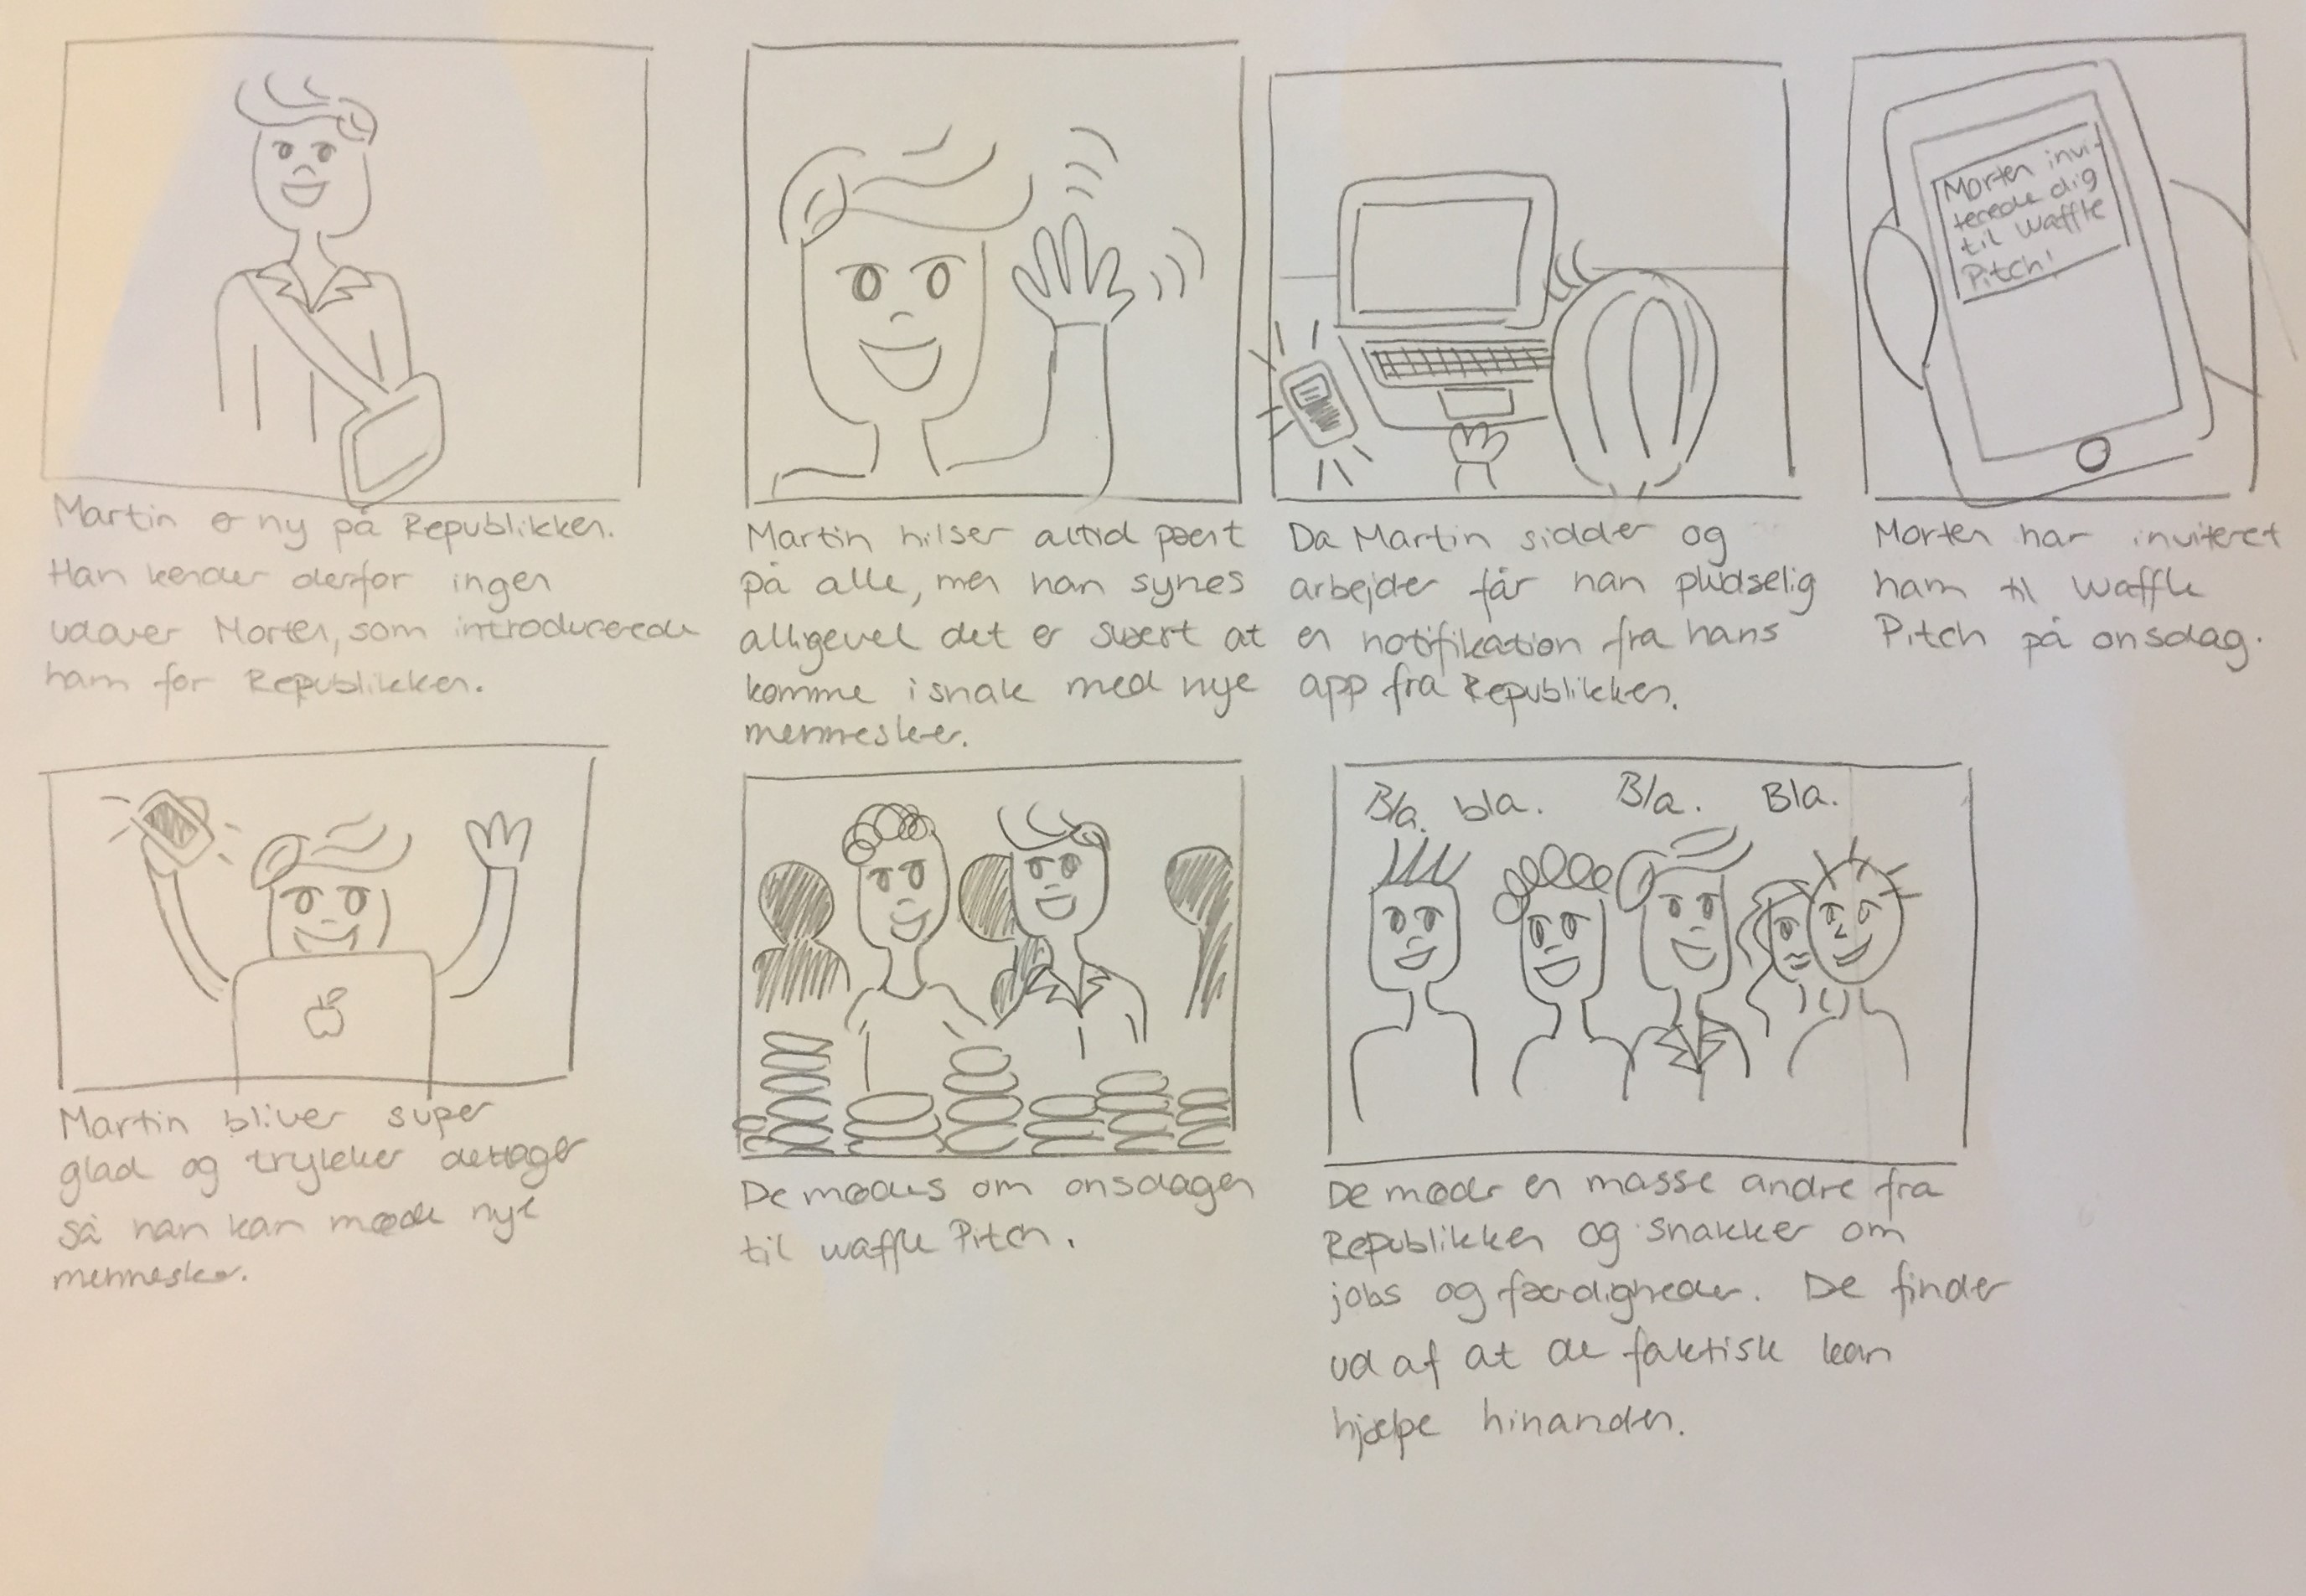 Martin er ny på Republikken.
Han kender derfor ingen
udover Morten, som introducerede
ham for Republikken.
Martin hilser altid pænt
på alle, men han synes
alligevel det er svært at
komme i snak med nye
mennesker.
Da Martin sidder og
arbejder får han pludselig
en notifikation fra hans
app fra Republikken.
Morten invi-
terede dig
til Waffle
Pitch!
Morten har inviteret
ham til Waffle
Pitch på onsdag.
Martin bliver super
glad og trykker deltager
så han kan møde nye
mennesker.
De mødes om onsdagen
til waffle Pitch.
Bla. bla. Bla. Bla.
De møder en masse andre fra
Republikken og snakker om
jobs og færdigheder. De finder
ud af at de faktisk kan
hjælpe hinanden.